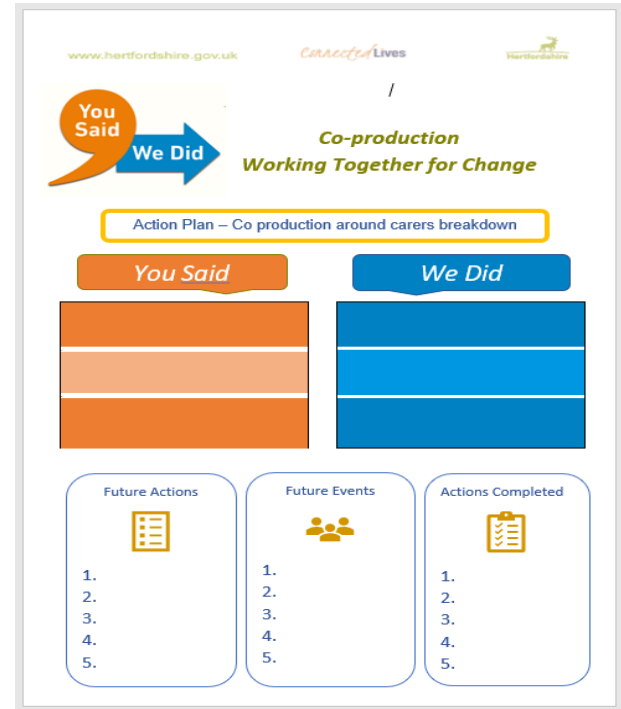 www.hertfordshire.gov.uk
Connected Lives
Hertfordshire
/
You
Said
We Did
Co-production
Working Together for Change
Action Plan – Co production around carers breakdown
You Said
We Did
Future Actions
1.
2.
3.
4.
5.
Future Events
1.
2.
3.
4.
5.
Actions Completed
1.
2.
3.
4.
5.